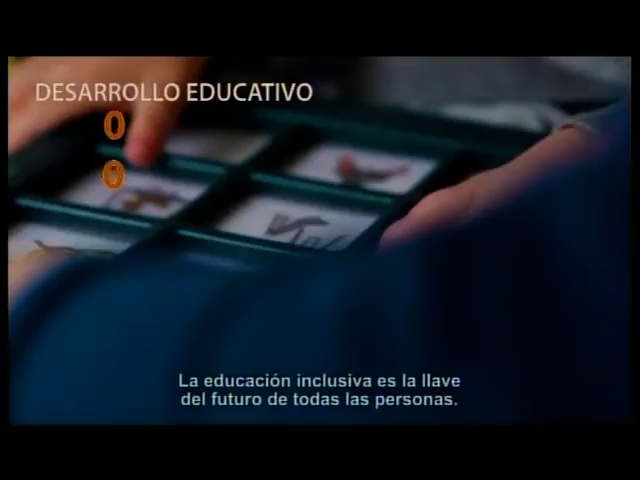 DESARROLLO EDUCATIVO
0
0
La educación inclusiva es la llave
del futuro de todas las personas.